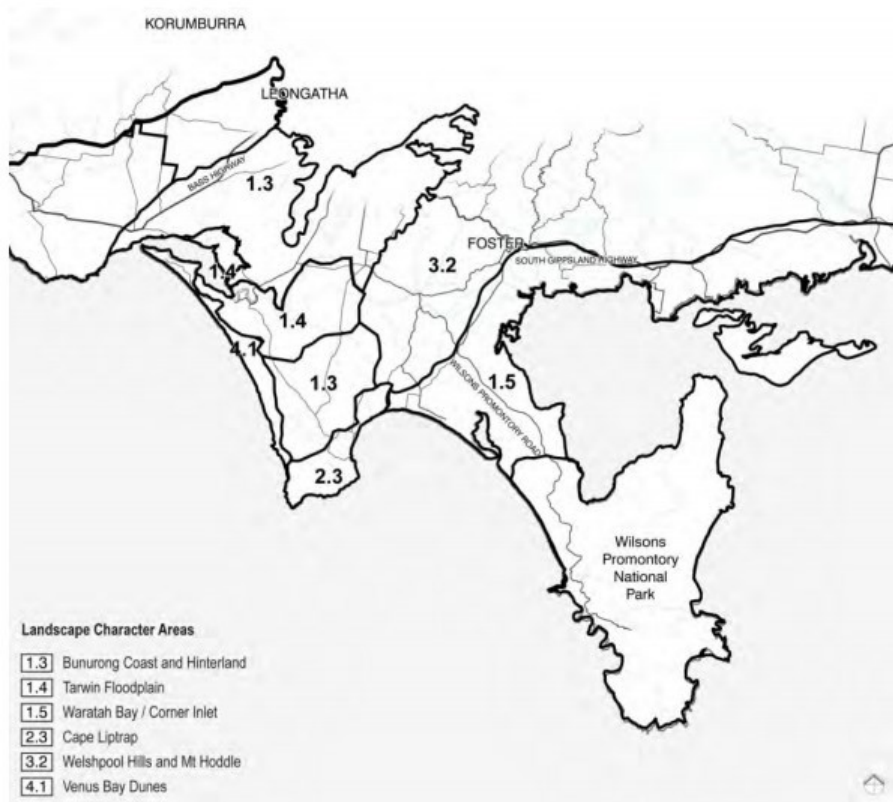 KORUMBURRA
LEONGATHA
BASS HIGHWAY
1.3
FOSTER
3.2
SOUTH GIPPSLAND HIGHWAY
1.4
1.4
4.1
1.3
1.5
WILSONS PROMONTORY ROAD
2.3
Wilsons
Promontory
National
Park
Landscape Character Areas
1.3 Bunurong Coast and Hinterland
1.4 Tarwin Floodplain
1.5 Waratah Bay / Corner Inlet
2.3 Cape Liptrap
3.2 Welshpool Hills and Mt Hoddle
4.1 Venus Bay Dunes